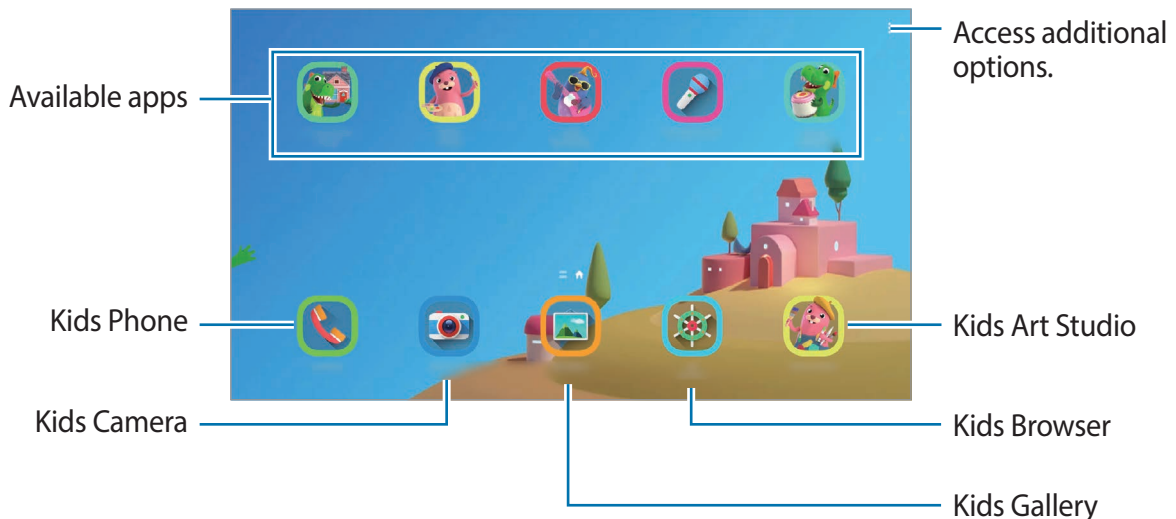 Access additional
options.
Available apps
Kids Phone
Kids Art Studio
Kids Camera
Kids Browser
Kids Gallery